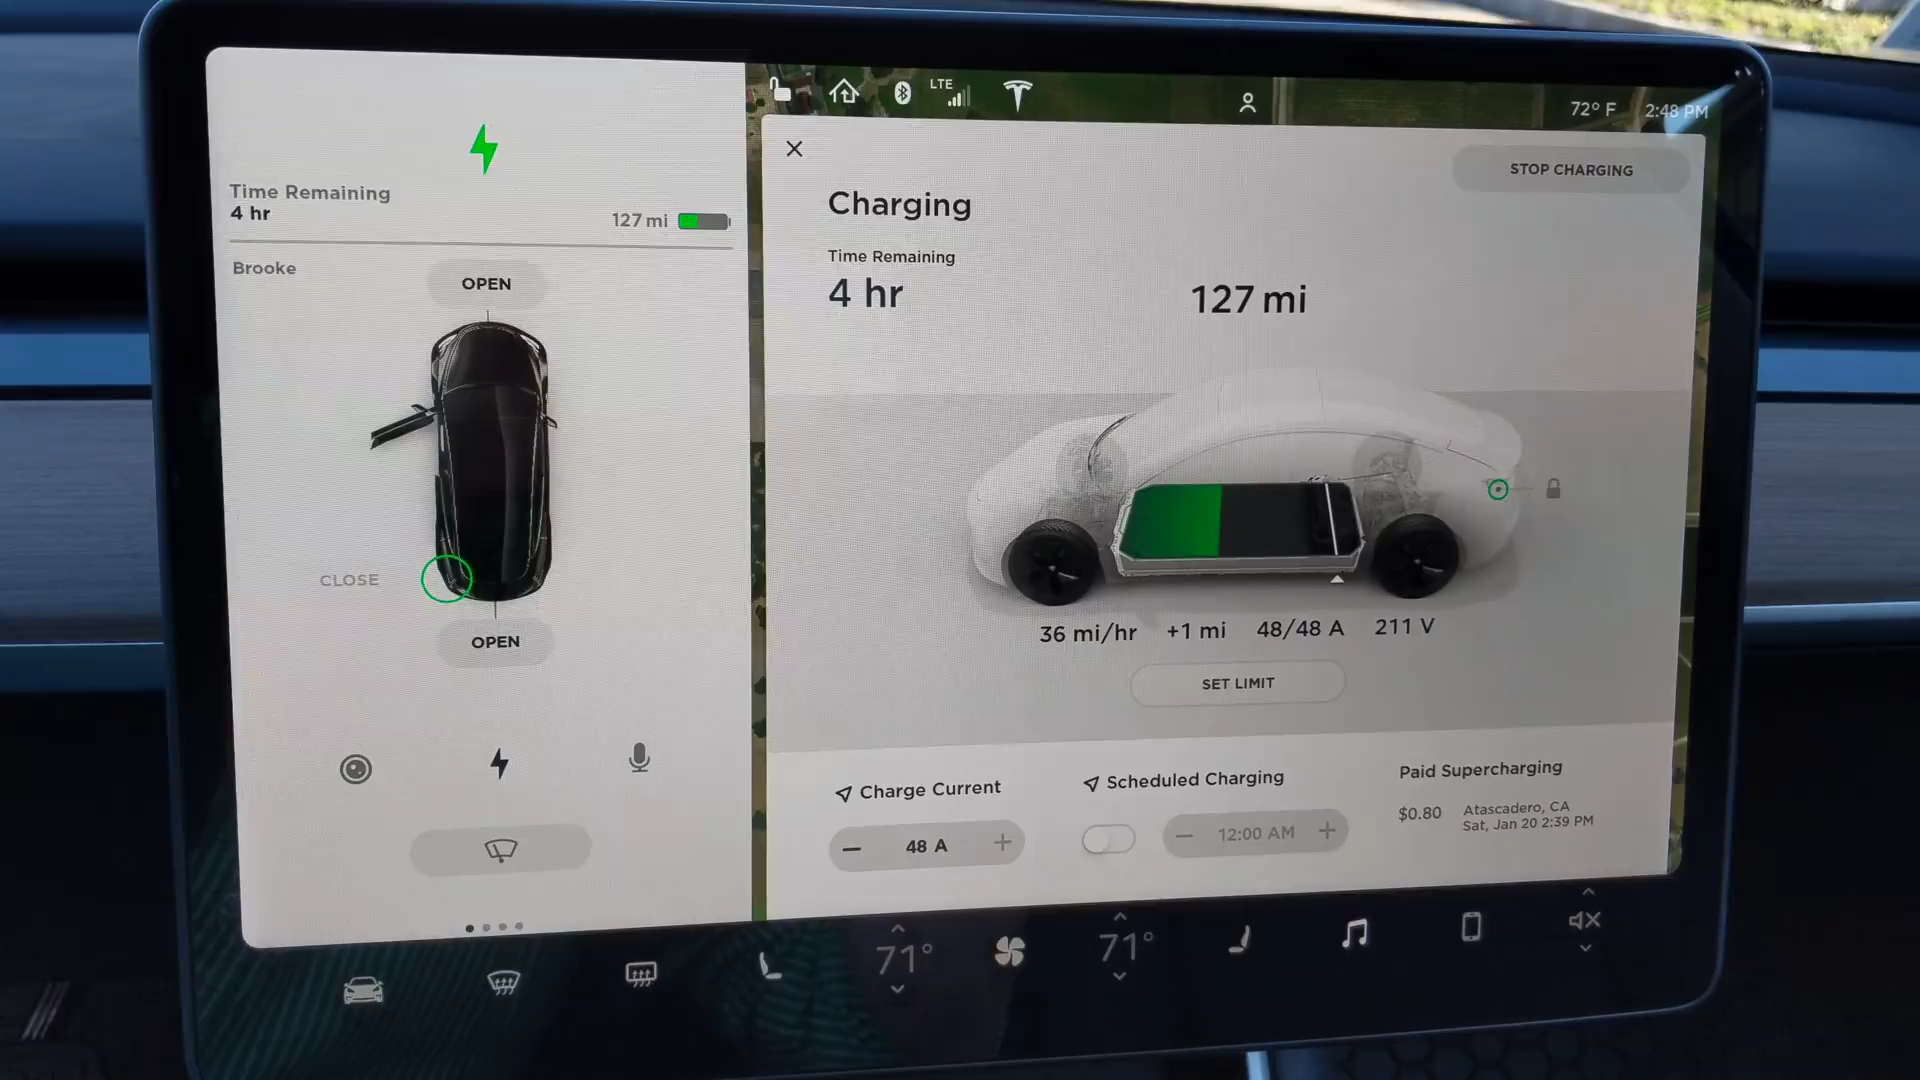 LTE
72° F 2:48 PM
Time Remaining
4 hr
127 mi
Brooke
OPEN
CLOSE
OPEN
STOP CHARGING
Charging
Time Remaining
4 hr
127 mi
36 mi/hr +1 mi 48/48 A 211 V
SET LIMIT
Charge Current
48 A
Scheduled Charging
12:00 AM
Paid Supercharging
$0.80
Atascadero, CA
Sat, Jan 20 2:39 PM
71° 71°